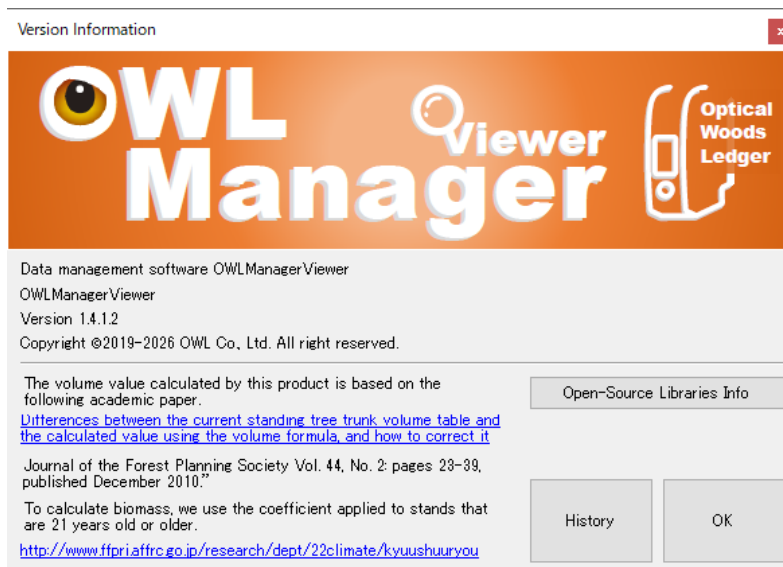 Version Information
OWL
Manager
Viewer
Optical
Woods
Ledger
Data management software OWLManagerViewer
OWLManagerViewer
Version 1.4.1.2
Copyright ©2019-2026 OWL Co., Ltd. All right reserved.
The volume value calculated by this product is based on the
following academic paper.
Differences between the current standing tree trunk volume table and
the calculated value using the volume formula, and how to correct it
Journal of the Forest Planning Society Vol. 44, No. 2: pages 23-39,
published December 2010.”
To calculate biomass, we use the coefficient applied to stands that
are 21 years old or older.
http://www.ffpri.affrc.go.jp/research/dept/22climate/kyuushuuryou
Open-Source Libraries Info
History
OK